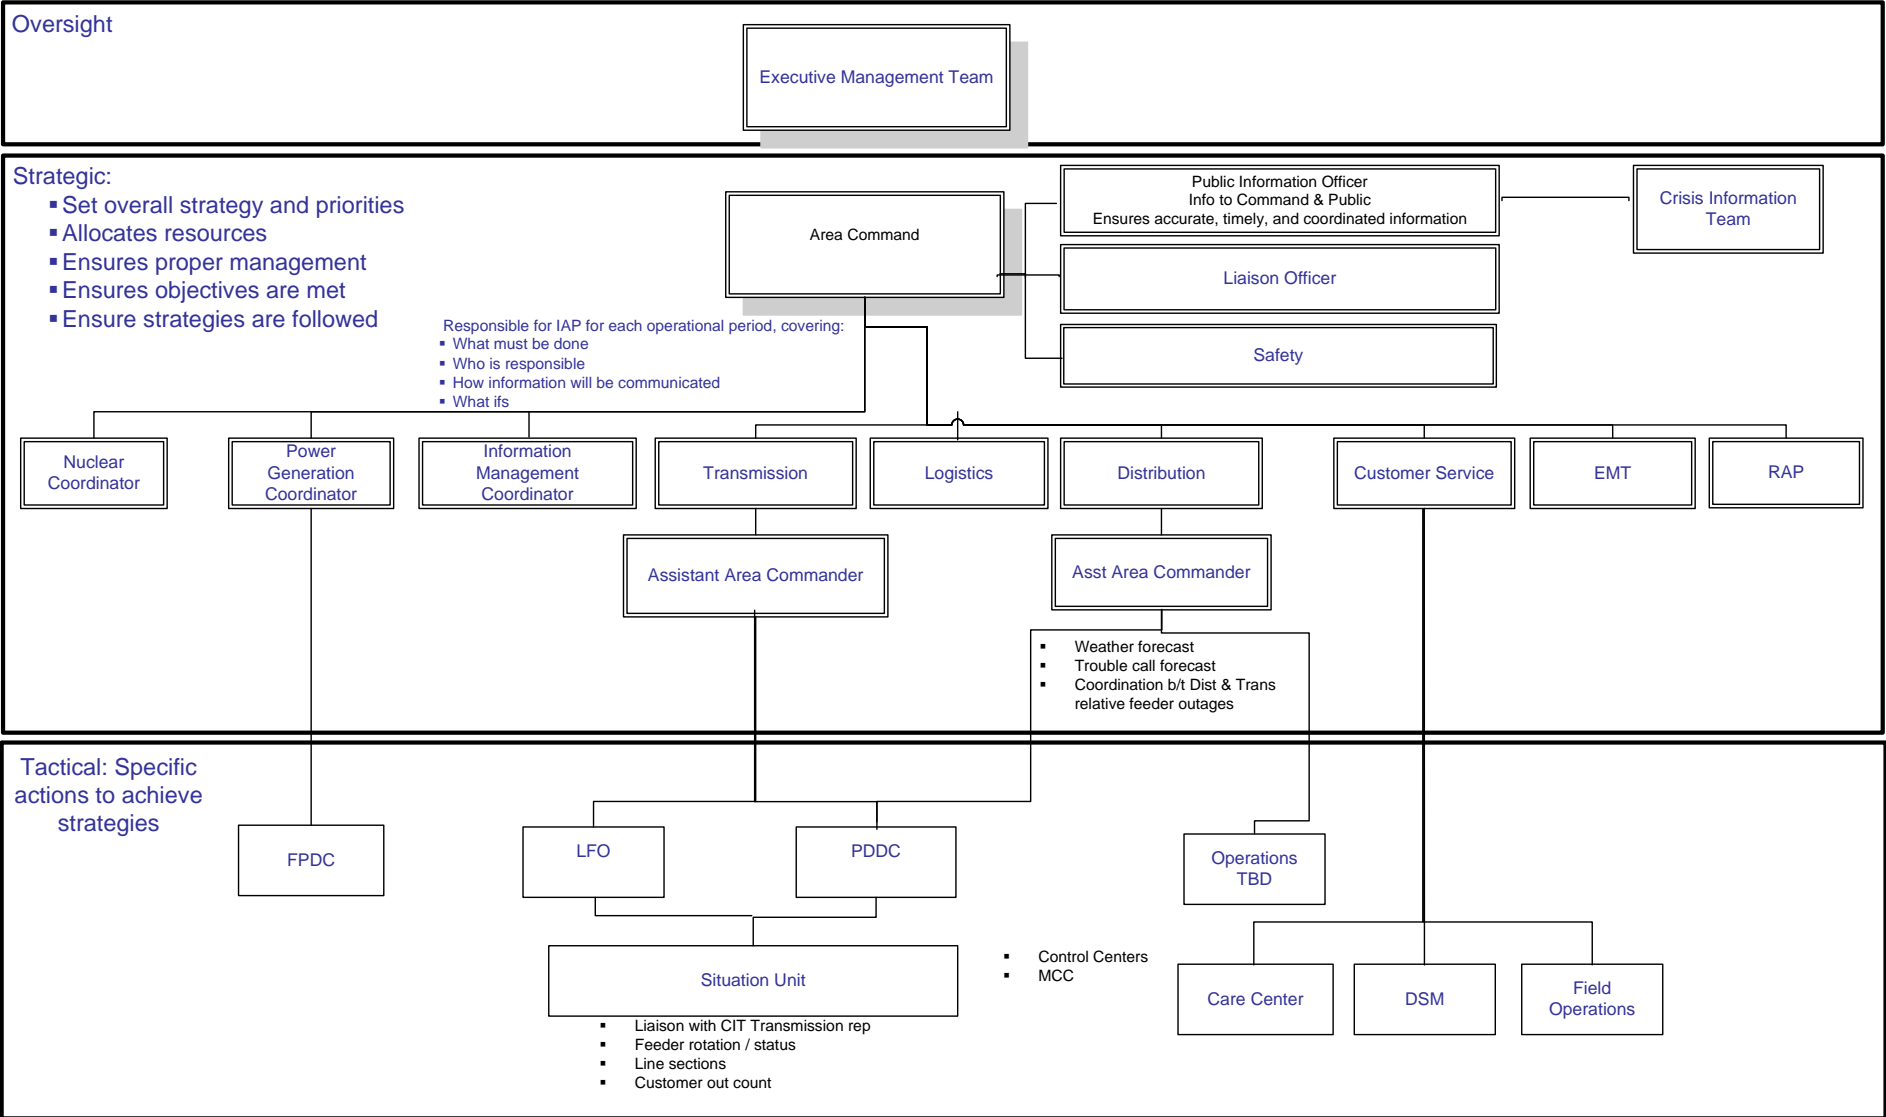 Oversight
Executive Management Team
Strategic:
▪ Set overall strategy and priorities
▪ Allocates resources
▪ Ensures proper management
▪ Ensures objectives are met
▪ Ensure strategies are followed
Area Command
Public Information Officer
Info to Command & Public
Ensures accurate, timely, and coordinated information
Crisis Information
Team
Liaison Officer
Safety
Responsible for IAP for each operational period, covering:
▪ What must be done
▪ Who is responsible
▪ How information will be communicated
▪ What ifs
Nuclear
Coordinator
Power
Generation
Coordinator
Information
Management
Coordinator
Transmission
Logistics
Distribution
Customer Service
EMT
RAP
Assistant Area Commander
Asst Area Commander
▪ Weather forecast
▪ Trouble call forecast
▪ Coordination b/t Dist & Trans
relative feeder outages
Tactical: Specific
actions to achieve
strategies
FPDC
LFO
PDDC
Operations
TBD
Situation Unit
▪ Control Centers
▪ MCC
Care Center
DSM
Field
Operations
▪ Liaison with CIT Transmission rep
▪ Feeder rotation / status
▪ Line sections
▪ Customer out count